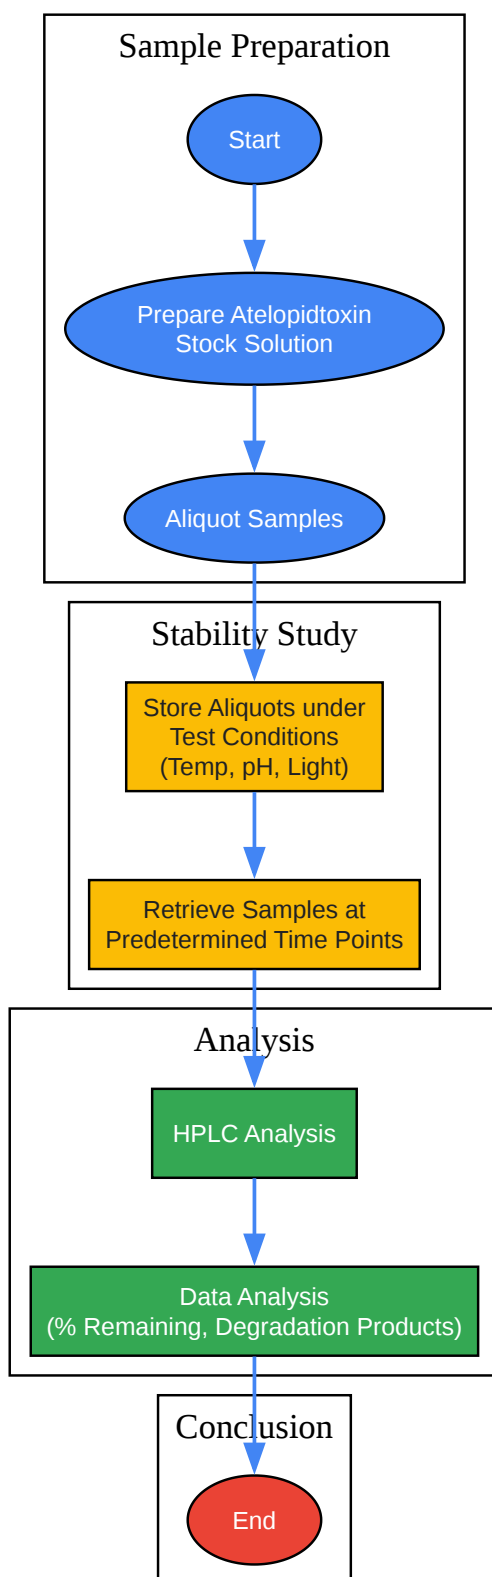 Sample Preparation
Start
Prepare Atelopidtoxin
Stock Solution
Aliquot Samples
Stability Study
Store Aliquots under
Test Conditions
(Temp, pH, Light)
Retrieve Samples at
Predetermined Time Points
Analysis
HPLC Analysis
Data Analysis
(% Remaining, Degradation Products)
Conclusion
End